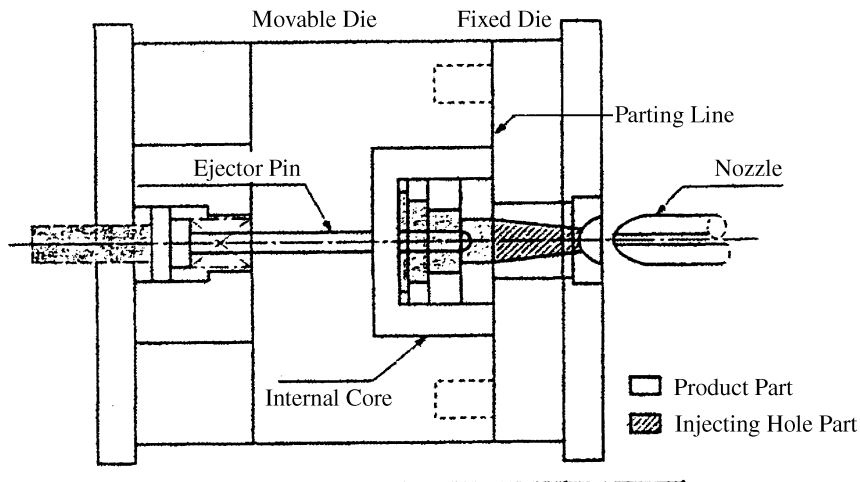 Movable Die
Fixed Die
Parting Line
Ejector Pin
Nozzle
Internal Core
Product Part
Injecting Hole Part